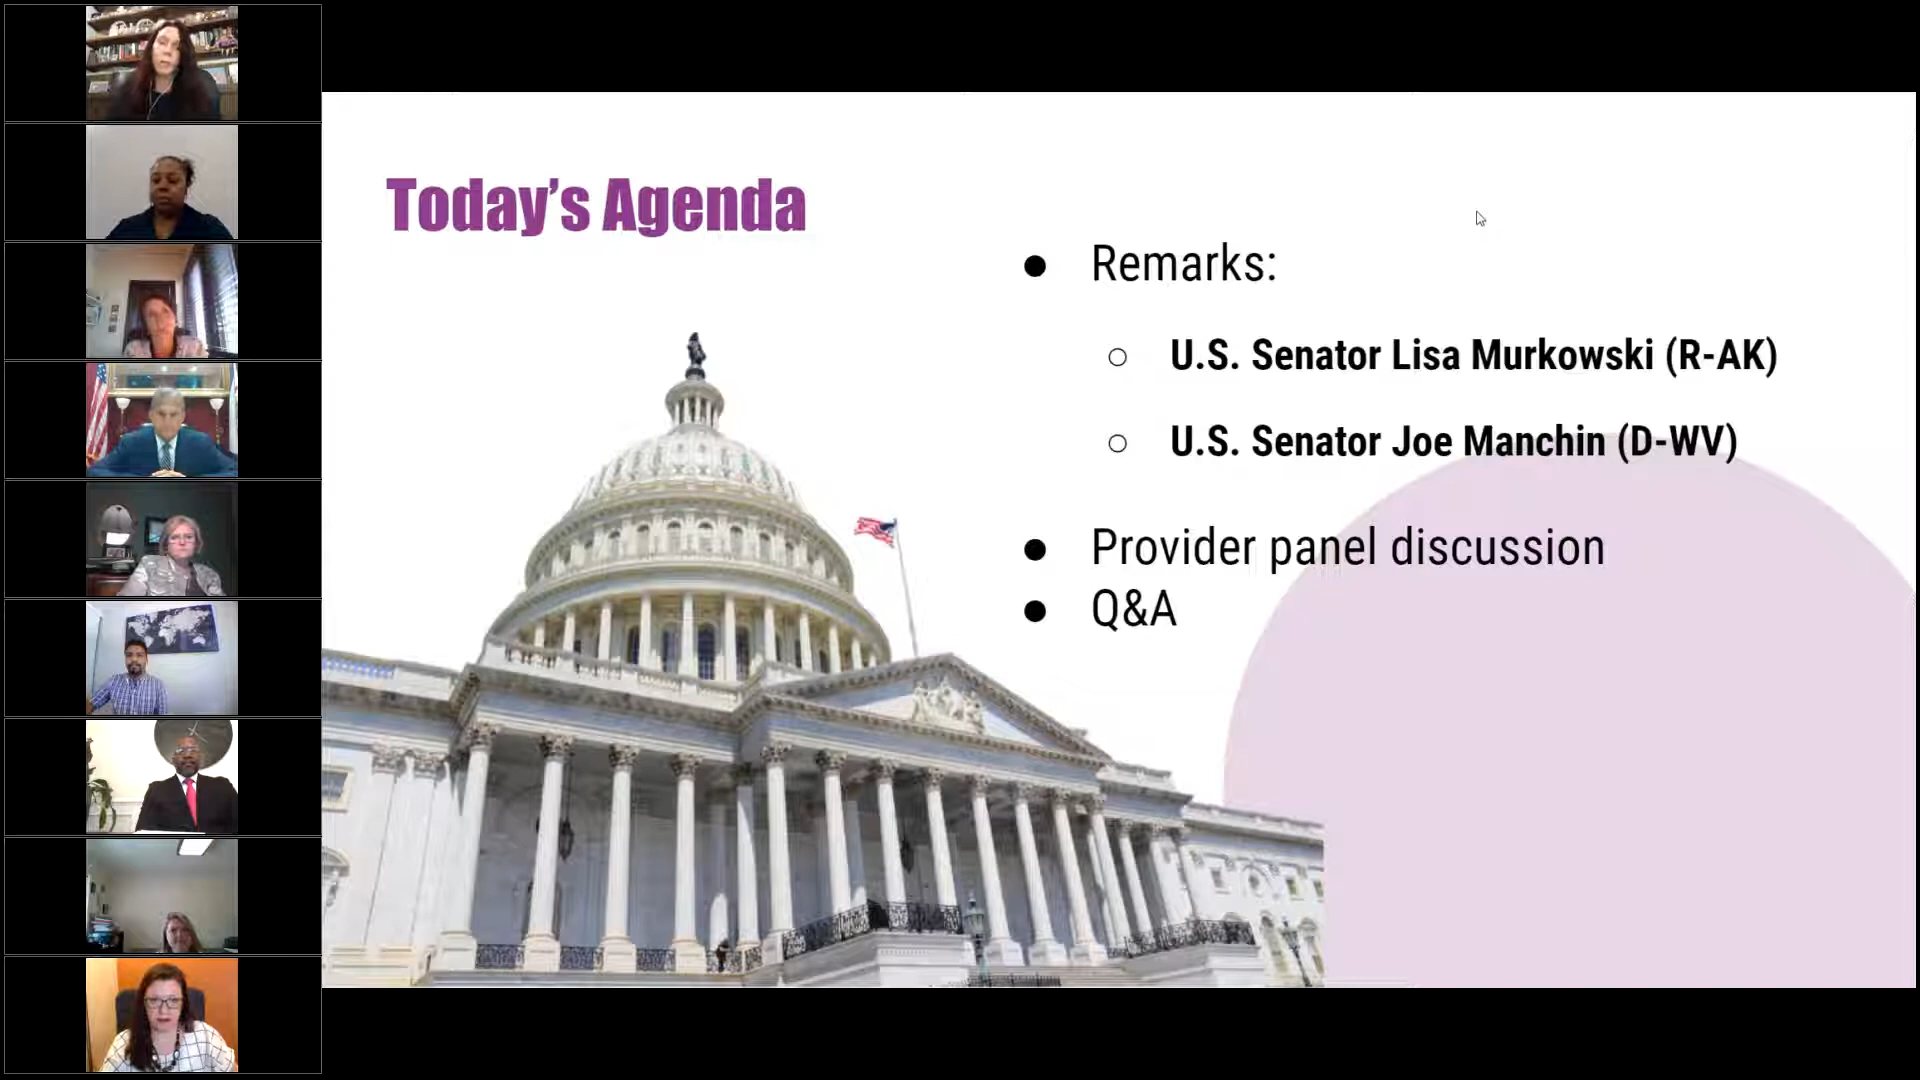 Today's Agenda
● Remarks:
○ U.S. Senator Lisa Murkowski (R-AK)
○ U.S. Senator Joe Manchin (D-WV)
● Provider panel discussion
● Q&A